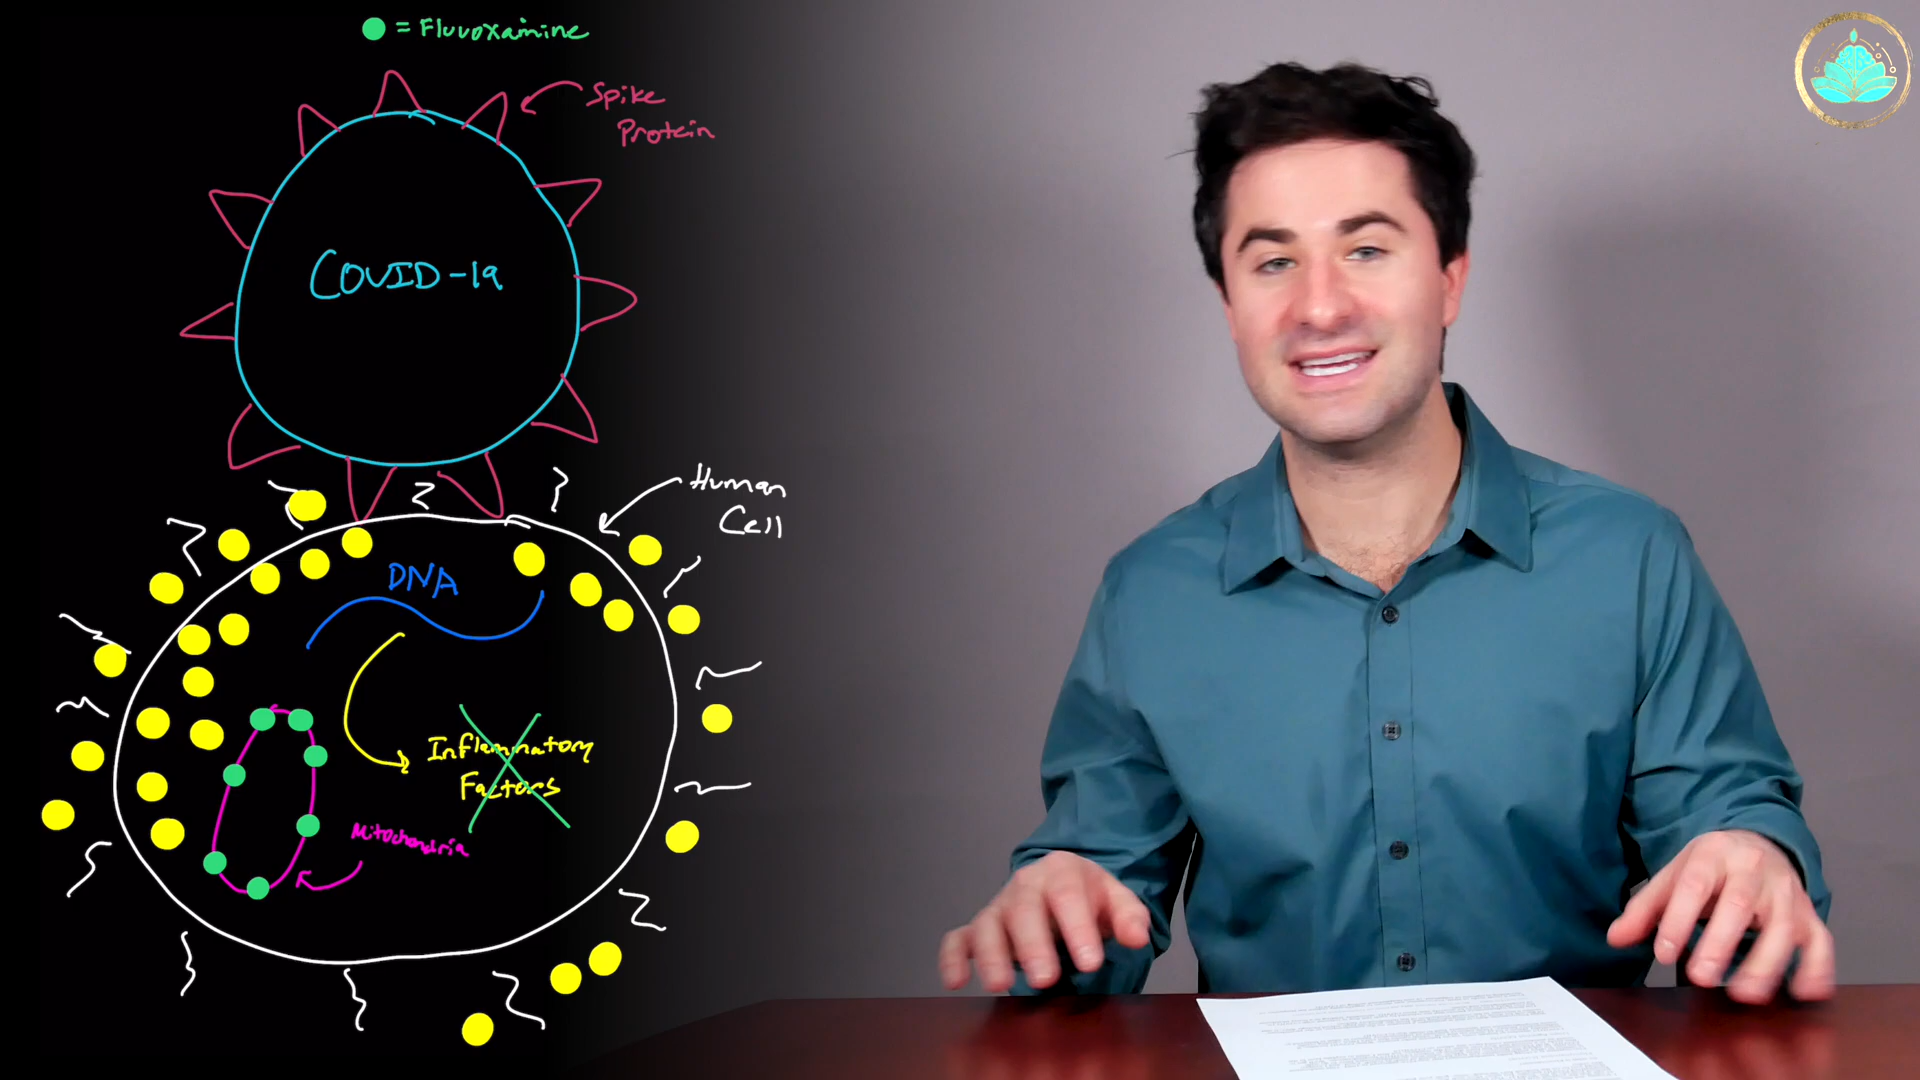 = Fluvoxamine
Spike
Protein
COVID-19
Human
Cell
DNA
Inflammatory
Factors
Mitochondria